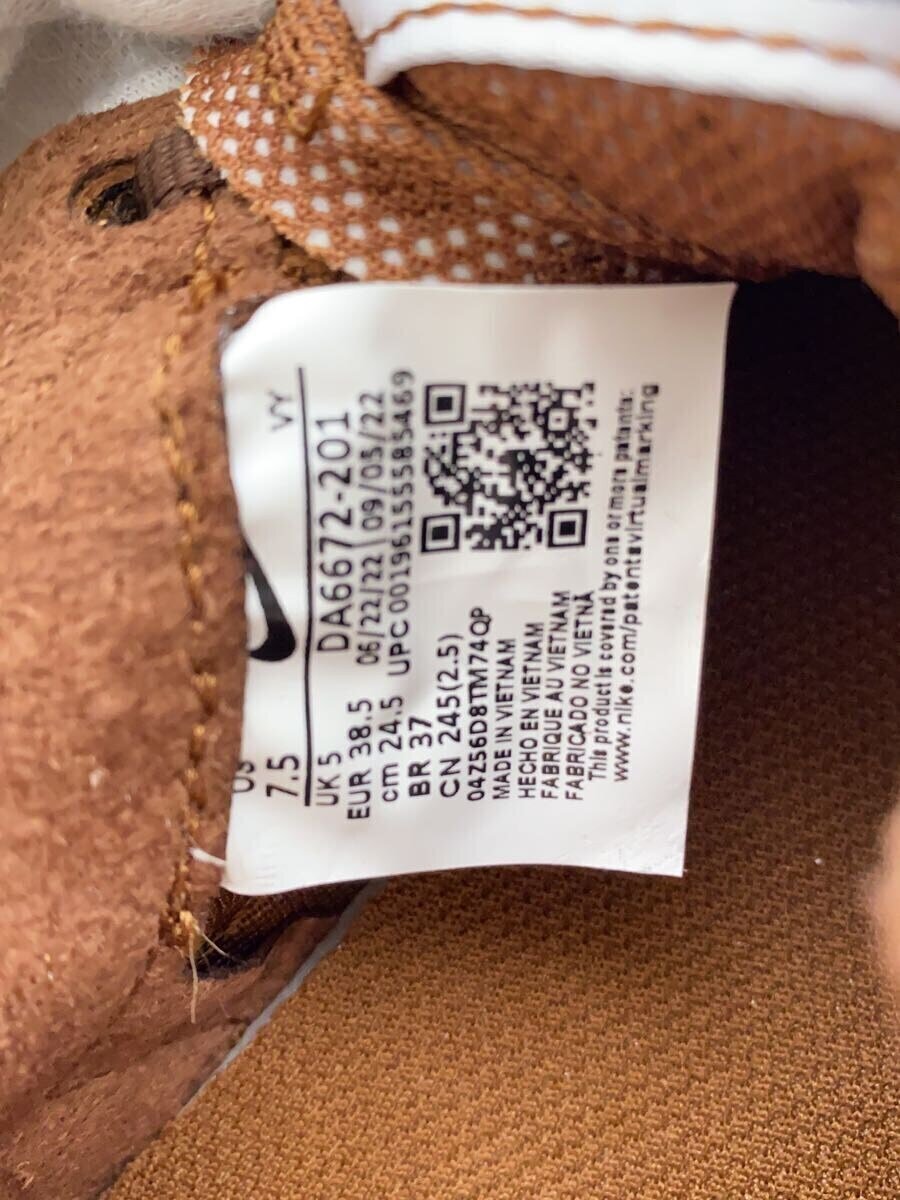 US
7.5 VY
UK 5 DA6672-201
EUR 38.5 06/22/22 09/05/22
cm 24.5 UPC 00196155585469
BR 37
CN 245(2.5)
04Z56D8TM74QP
MADE IN VIETNAM
HECHO EN VIETNAM
FABRIQUE AU VIETNAM
FABRICADO NO VIETNÃ
This product is covered by one or more patents:
www.nike.com/patentsvirtualmarking